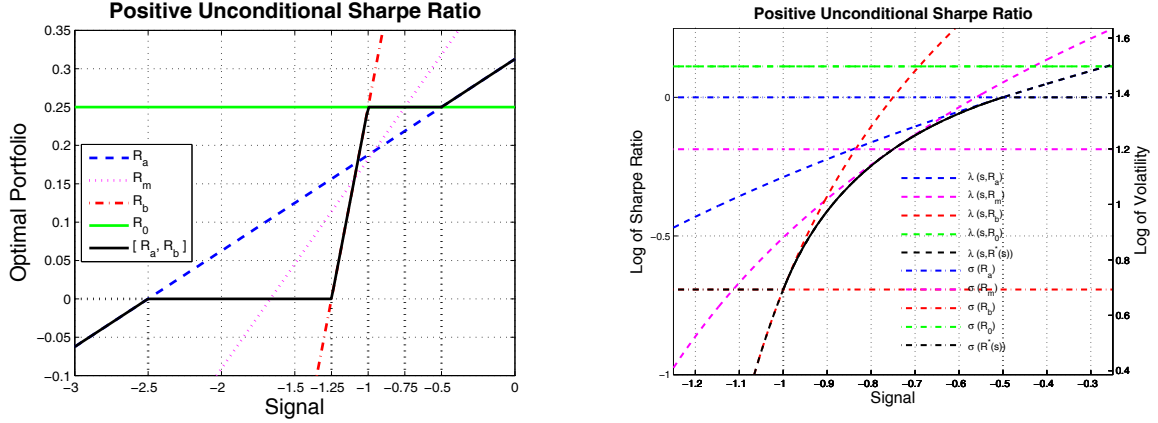 Positive Unconditional Sharpe Ratio
Optimal Portfolio
0.35
0.3
0.25
0.2
0.15
0.1
0.05
0
−0.05
−0.1
R_a
R_m
R_b
R_0
[ R_a, R_b ]
−3
−2.5
−2
−1.5
−1.25
−1
−0.75
−0.5
0
Signal
Positive Unconditional Sharpe Ratio
Log of Sharpe Ratio
0
−0.5
−1
λ (s,R_a)
λ (s,R_m)
λ (s,R_b)
λ (s,R_0)
λ (s,R*(s))
σ (R_a)
σ (R_m)
σ (R_b)
σ (R_0)
σ (R*(s))
1.6
1.4
1.2
1
0.8
0.6
0.4
Log of Volatility
−1.2
−1.1
−1
−0.9
−0.8
−0.7
−0.6
−0.5
−0.4
−0.3
Signal